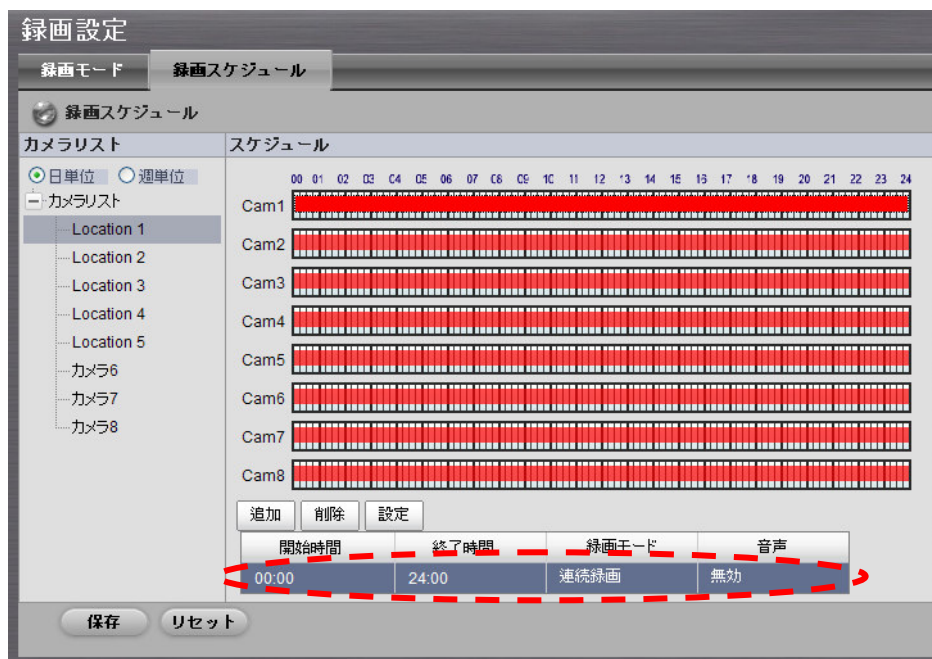 録画設定
録画モード 録画スケジュール
録画スケジュール
カメラリスト スケジュール
日単位 週単位
カメラリスト
Location 1
Location 2
Location 3
Location 4
Location 5
カメラ6
カメラ7
カメラ8
00 01 02 03 04 05 06 07 08 09 10 11 12 13 14 15 16 17 18 19 20 21 22 23 24
Cam1
Cam2
Cam3
Cam4
Cam5
Cam6
Cam7
Cam8
追加 削除 設定
開始時間 終了時間 録画モード 音声
00:00 24:00 連続録画 無効
保存 リセット